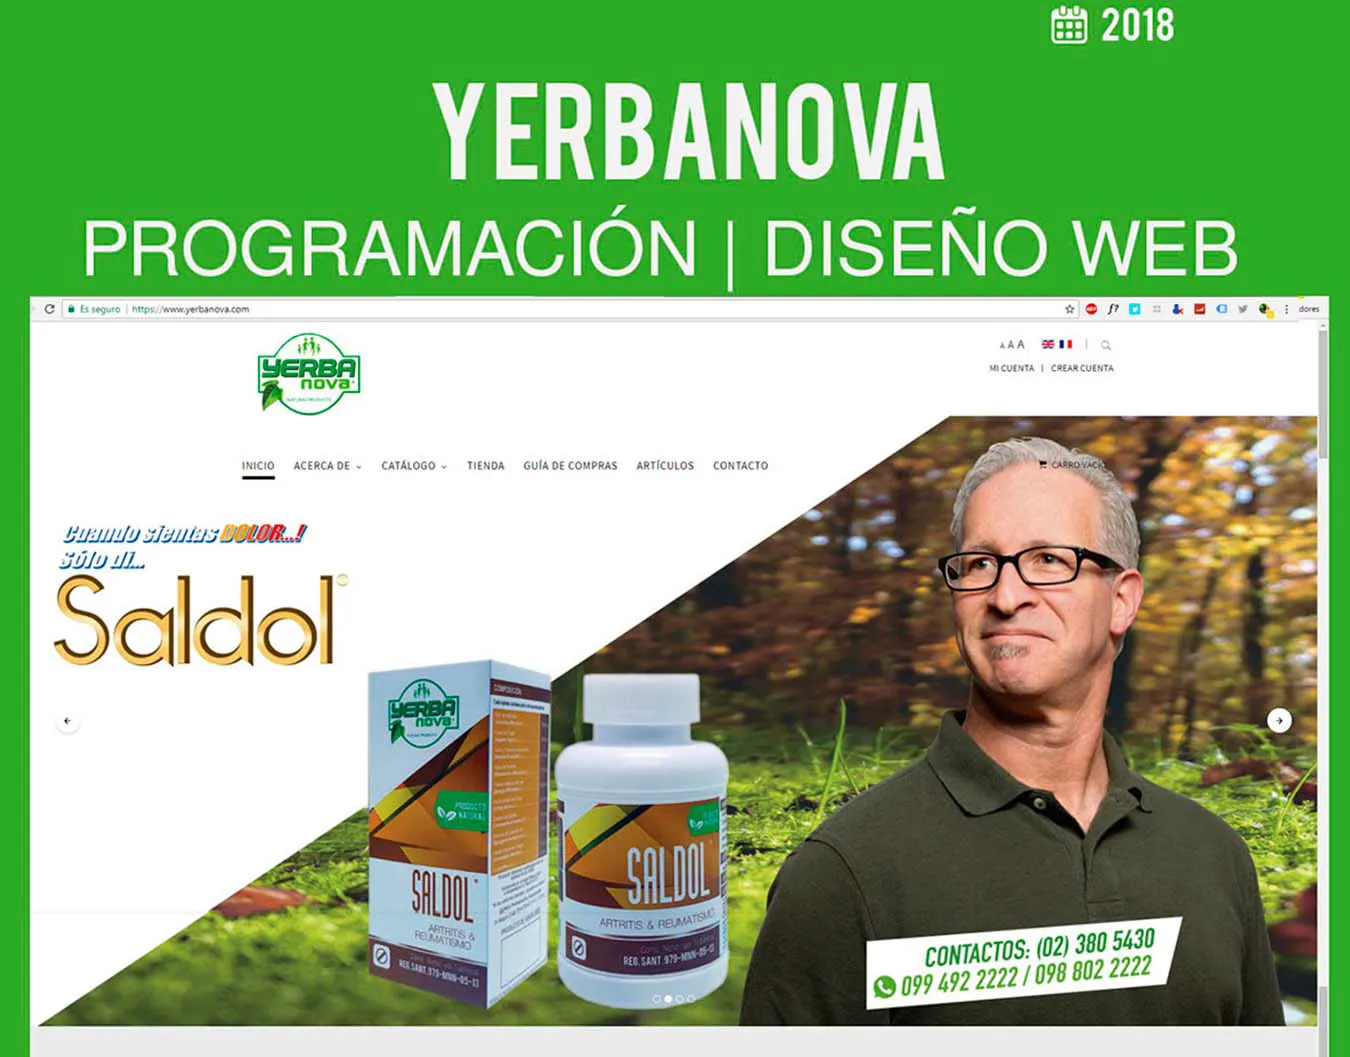 2018
YERBANOVA
PROGRAMACIÓN | DISEÑO WEB
Es seguro | https://www.yerbanova.com
f?
dores
YERBA
nova
A A A
MI CUENTA | CREAR CUENTA
INICIO ACERCA DE CATÁLOGO TIENDA GUÍA DE COMPRAS ARTÍCULOS CONTACTO
CARRO VACÍO
Cuando sientas DOLOR...!
Sólo di...
Saldol
YERBA
nova
COMPOSICIÓN
PRODUCTO
NATURAL
SALDOL
ARTRITIS &
REUMATISMO
REG.SANT.979-MNN-05-13
SALDOL
ARTRITIS & REUMATISMO
REG.SANT.979-MNN-05-13
CONTACTOS: (02) 380 5430
099 492 2222 / 098 802 2222